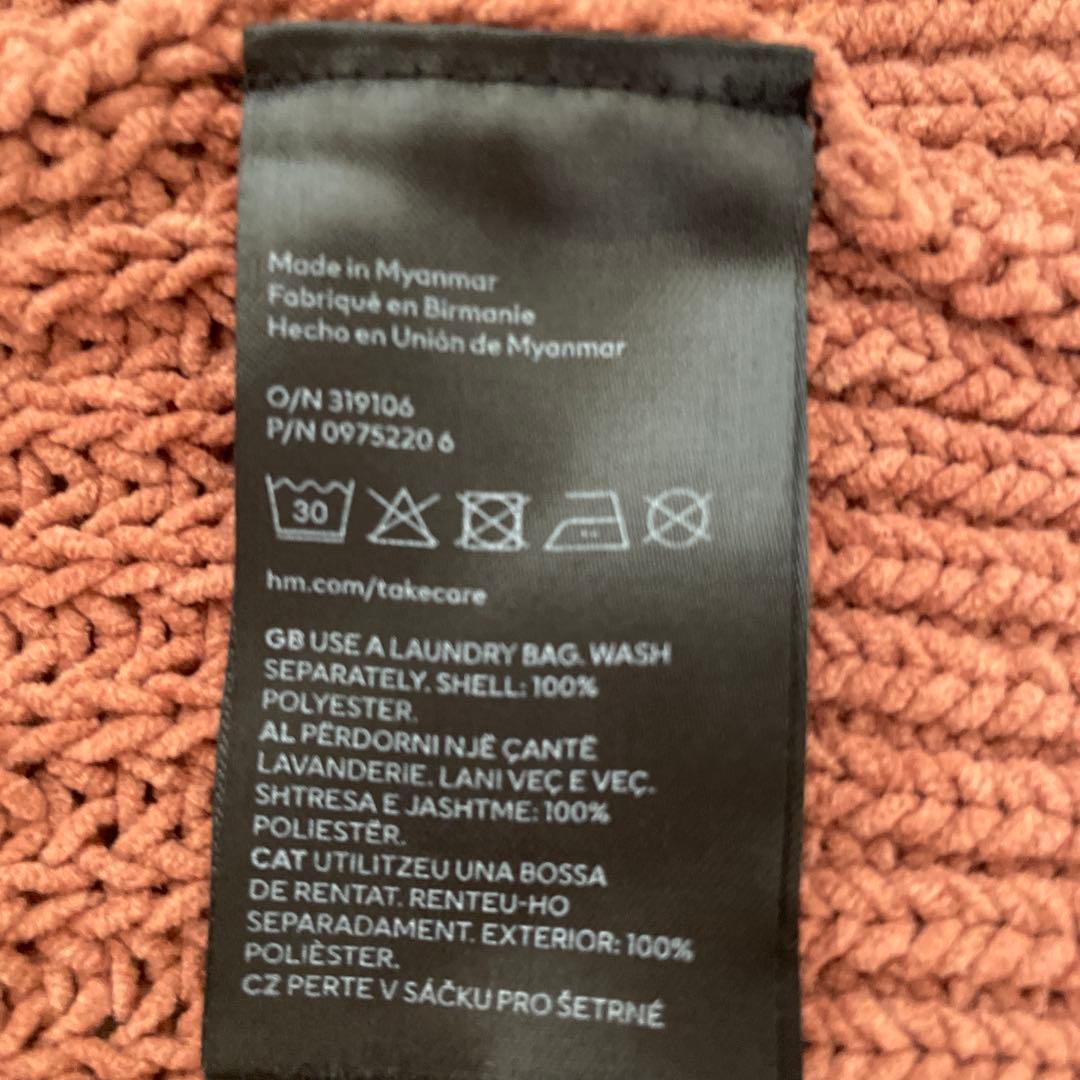 Made in Myanmar
Fabriqué en Birmanie
Hecho en Unión de Myanmar
O/N 319106
P/N 0975220 6
30
hm.com/takecare
GB USE A LAUNDRY BAG. WASH
SEPARATELY. SHELL: 100%
POLYESTER.
AL PËRDORNI NJË ÇANTË
LAVANDERIE. LANI VEÇ E VEÇ.
SHTRESA E JASHTME: 100%
POLIESTËR.
CAT UTILITZEU UNA BOSSA
DE RENTAT. RENTEU-HO
SEPARADAMENT. EXTERIOR: 100%
POLIÈSTER.
CZ PERTE V SÁČKU PRO ŠETRNÉ